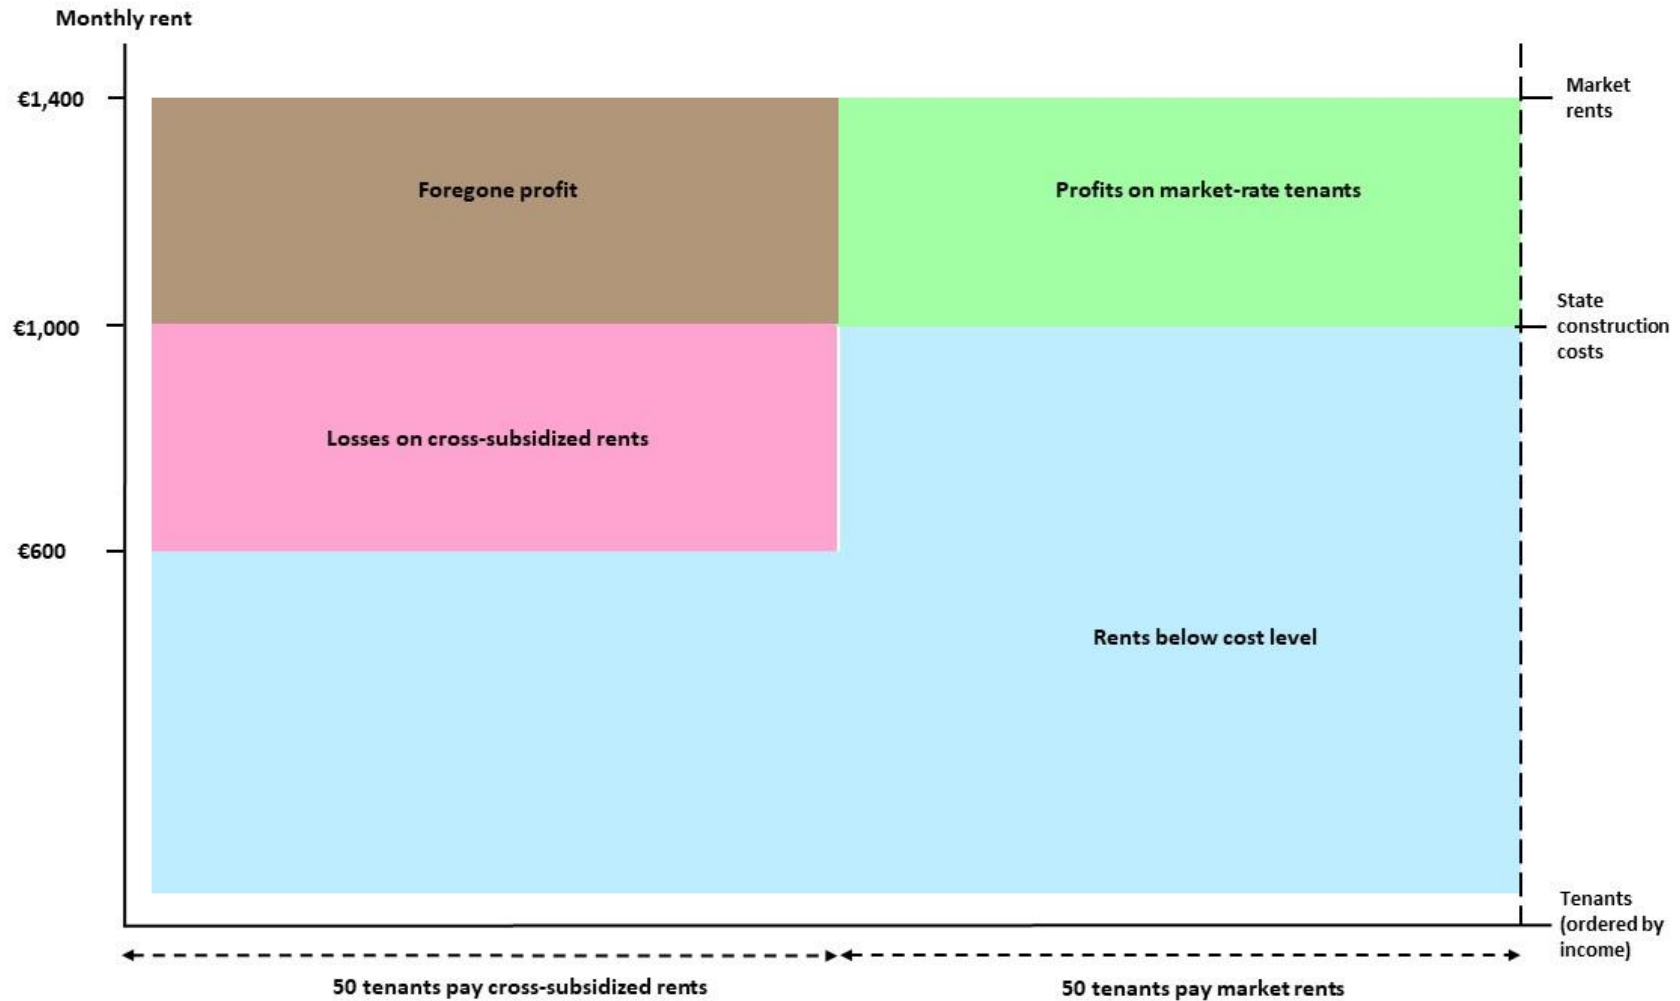 Monthly rent
€1,400
Market
rents
Foregone profit
Profits on market-rate tenants
€1,000
State
construction
costs
Losses on cross-subsidized rents
€600
Rents below cost level
Tenants
(ordered by
income)
50 tenants pay cross-subsidized rents
50 tenants pay market rents